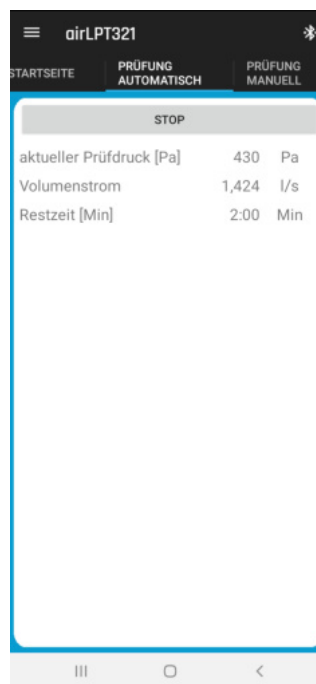 airLPT321
STARTSEITE
PRÜFUNG
AUTOMATISCH
PRÜFUNG
MANUELL
STOP
aktueller Prüfdruck [Pa] 430 Pa
Volumenstrom 1,424 l/s
Restzeit [Min] 2:00 Min